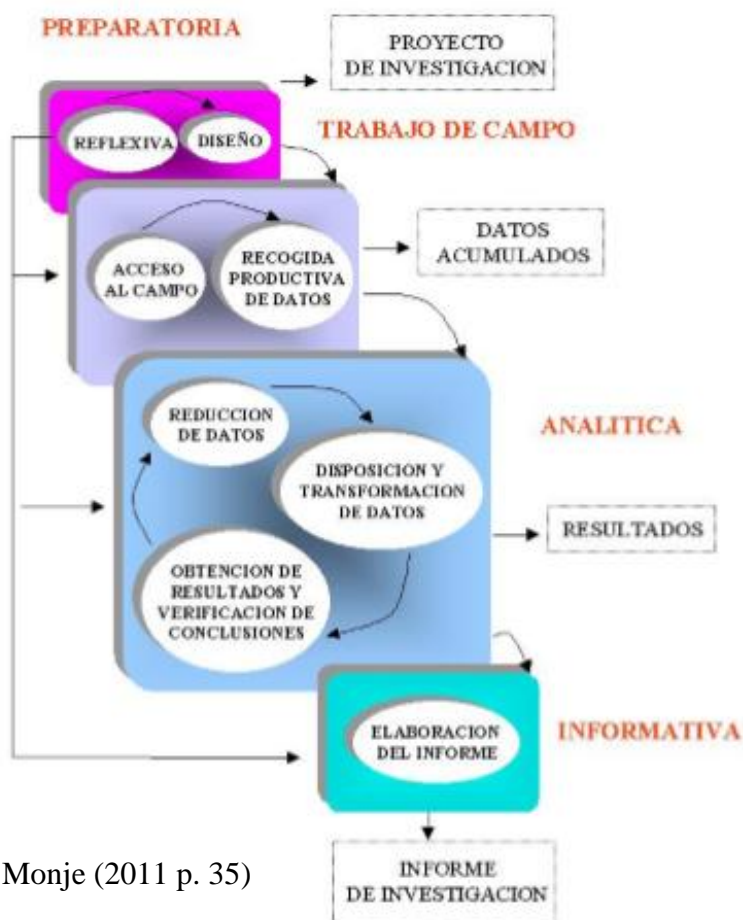 PREPARATORIA
PROYECTO
DE INVESTIGACION
REFLEXIVA
DISEÑO
TRABAJO DE CAMPO
ACCESO
AL CAMPO
RECOGIDA
PRODUCTIVA
DE DATOS
DATOS
ACUMULADOS
REDUCCION
DE DATOS
ANALITICA
DISPOSICION Y
TRANSFORMACION
DE DATOS
RESULTADOS
OBTENCION DE
RESULTADOS Y
VERIFICACION DE
CONCLUSIONES
ELABORACION
DEL INFORME
INFORMATIVA
Monje (2011 p. 35)
INFORME
DE INVESTIGACION